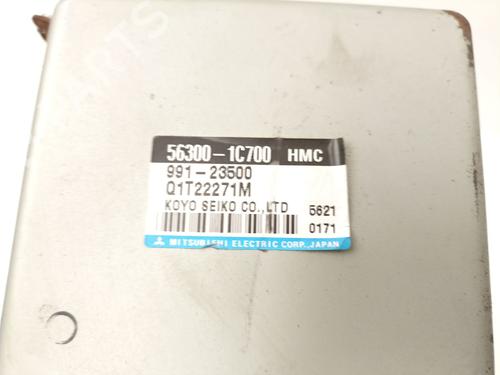 56300-1C700 HMC
991-23500
Q1T22271M
KOYO SEIKO CO.,LTD 5621
0171
MITSUBISHI ELECTRIC CORP.,JAPAN